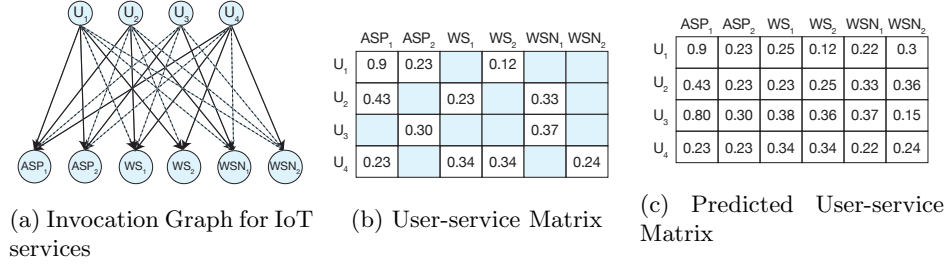 U1 U2 U3 U4
ASP1 ASP2 WS1 WS2 WSN1 WSN2
(a) Invocation Graph for IoT
services
ASP1 ASP2 WS1 WS2 WSN1 WSN2
U1 0.9 0.23 0.12
U2 0.43 0.23 0.33
U3 0.30 0.37
U4 0.23 0.34 0.34 0.24
(b) User-service Matrix
ASP1 ASP2 WS1 WS2 WSN1 WSN2
U1 0.9 0.23 0.25 0.12 0.22 0.3
U2 0.43 0.23 0.23 0.25 0.33 0.36
U3 0.80 0.30 0.38 0.36 0.37 0.15
U4 0.23 0.23 0.34 0.34 0.22 0.24
(c) Predicted User-service
Matrix